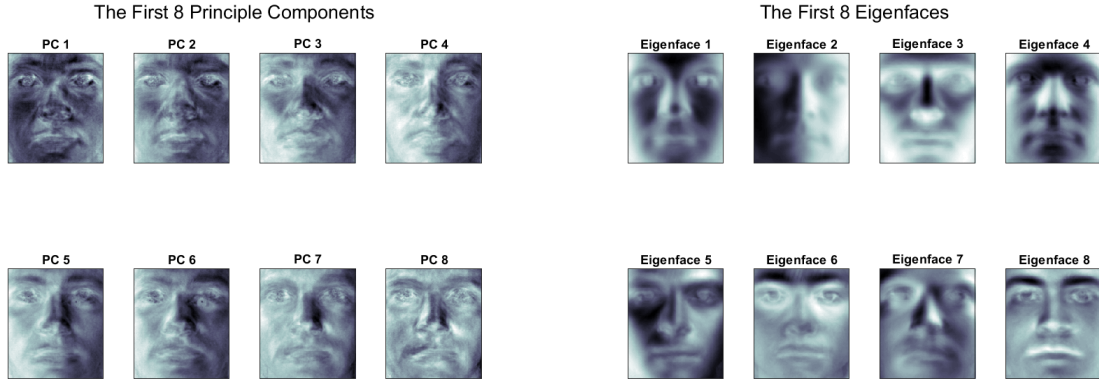 The First 8 Principle Components
PC 1 PC 2 PC 3 PC 4
PC 5 PC 6 PC 7 PC 8
The First 8 Eigenfaces
Eigenface 1 Eigenface 2 Eigenface 3 Eigenface 4
Eigenface 5 Eigenface 6 Eigenface 7 Eigenface 8